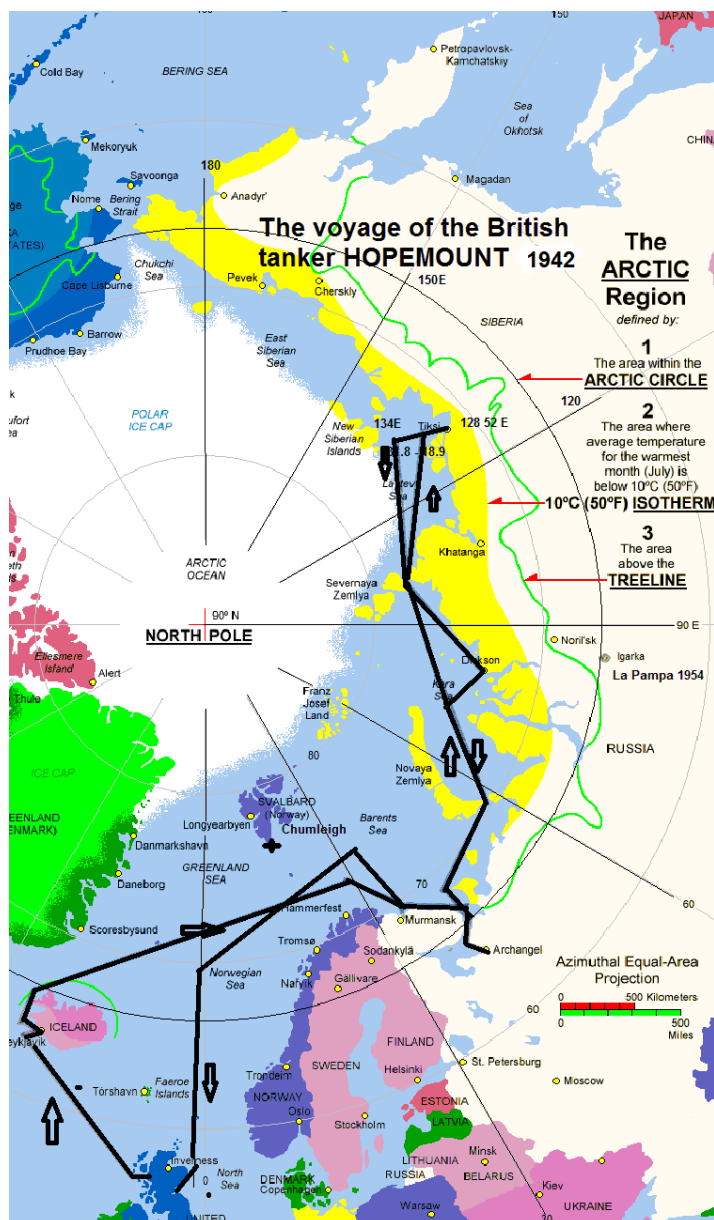 150
JAPAN
Petropavlovsk-
Kamchatskiy
Cold Bay
BERING SEA
Sea
of
Okhotsk
Mekoryuk
CHIN
180
Savoonga
Magadan
Nome
Bering
Strait
Anadyr'
The voyage of the British
tanker HOPEMOUNT 1942
The
ARCTIC
Region
defined by:
Chukchi
Sea
Cape Lisburne
Pevek
Cherskly
150E
SIBERIA
Barrow
Prudhoe Bay
East
Siberian
Sea
1
The area within the
ARCTIC CIRCLE
120
POLAR
ICE CAP
New
Siberian
Islands
134E
Tiksi
128 52 E
2
The area where
average temperature
for the warmest
month (July) is
below 10ºC (50ºF)
10ºC (50ºF) ISOTHERM
Sea
3
The area
above the
TREELINE
Khatanga
ARCTIC
OCEAN
Severnaya
Zemlya
90º N
NORTH POLE
90 E
Noril'sk
Igarka
La Pampa 1954
Ellesmere
Island
Alert
Thule
Franz
Josef
Land
Sea
RUSSIA
ICE CAP
80
Novaya
Zemlya
SVALBARD
(Norway)
Longyearbyen
Chumleigh
Barents
Sea
Danmarkshavn
GREENLAND
SEA
Daneborg
70
60
Hammerfest
Murmansk
Scoresbysund
Tromsø
Sodankylä
Archangel
Norwegian
Sea
Narvik
Gällivare
Azimuthal Equal-Area
Projection
0 500 Kilometers
0 500
Miles
ICELAND
FINLAND
60
Faeroe
Islands
Tórshavn
Trondeim
SWEDEN
Helsinki
St. Petersburg
Moscow
NORWAY
Oslo
Stockholm
ESTONIA
LATVIA
Inverness
North
Sea
0
DENMARK
Copenhagen
LITHUANIA
RUSSIA
Minsk
BELARUS
Kiev
UKRAINE
Warsaw
UNITED